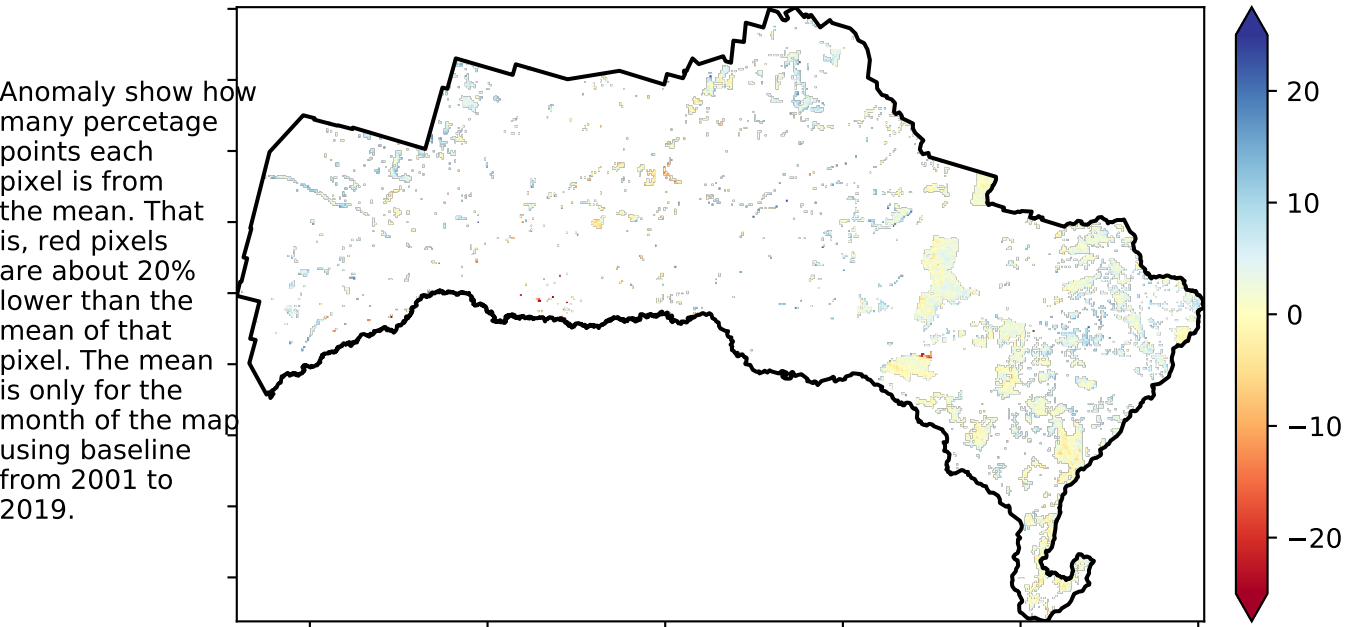 Anomaly show how
many percetage
points each
pixel is from
the mean. That
is, red pixels
are about 20%
lower than the
mean of that
pixel. The mean
is only for the
month of the map
using baseline
from 2001 to
2019.
20
10
0
−10
−20